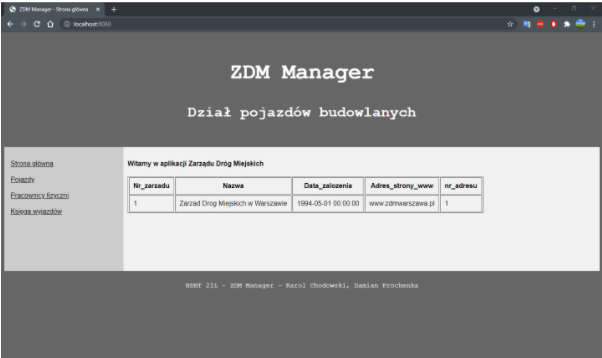 ZDM Manager - Strona główna
localhost:8080
ZDM Manager
Dział pojazdów budowlanych
Strona główna
Pojazdy
Pracownicy fizyczni
Księga wyjazdów
Witamy w aplikacji Zarządu Dróg Miejskich
Nr_zarzadu Nazwa Data_zalozenia Adres_strony_www nr_adresu
1 Zarzad Drog Miejskich w Warszawie 1994-05-01 00:00:00 www.zdmwarszawa.pl 1
BDBT 21L - ZDM Manager - Karol Chodowski, Damian Prochenka